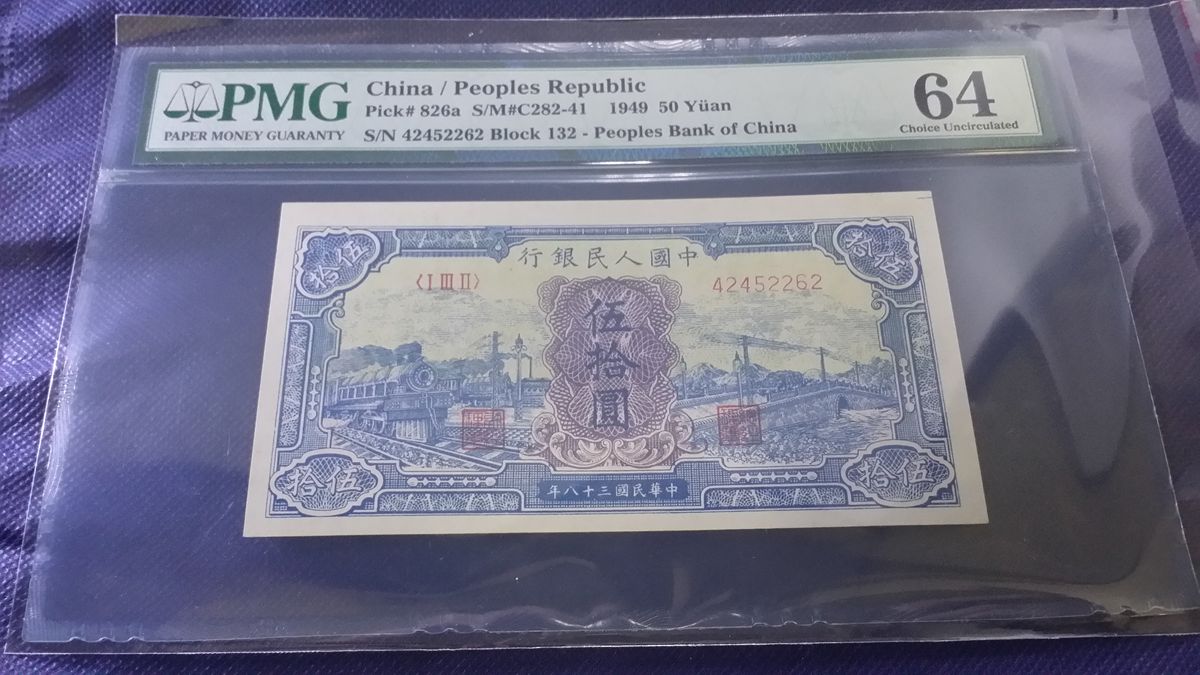 PMG
PAPER MONEY GUARANTY
China / Peoples Republic
Pick# 826a S/M#C282-41 1949 50 Yüan
S/N 42452262 Block 132 - Peoples Bank of China
64
Choice Uncirculated
行銀民人國中
拾伍
拾伍
〈I III II〉
42452262
伍拾圓
拾伍
拾伍
年八十三國民華中